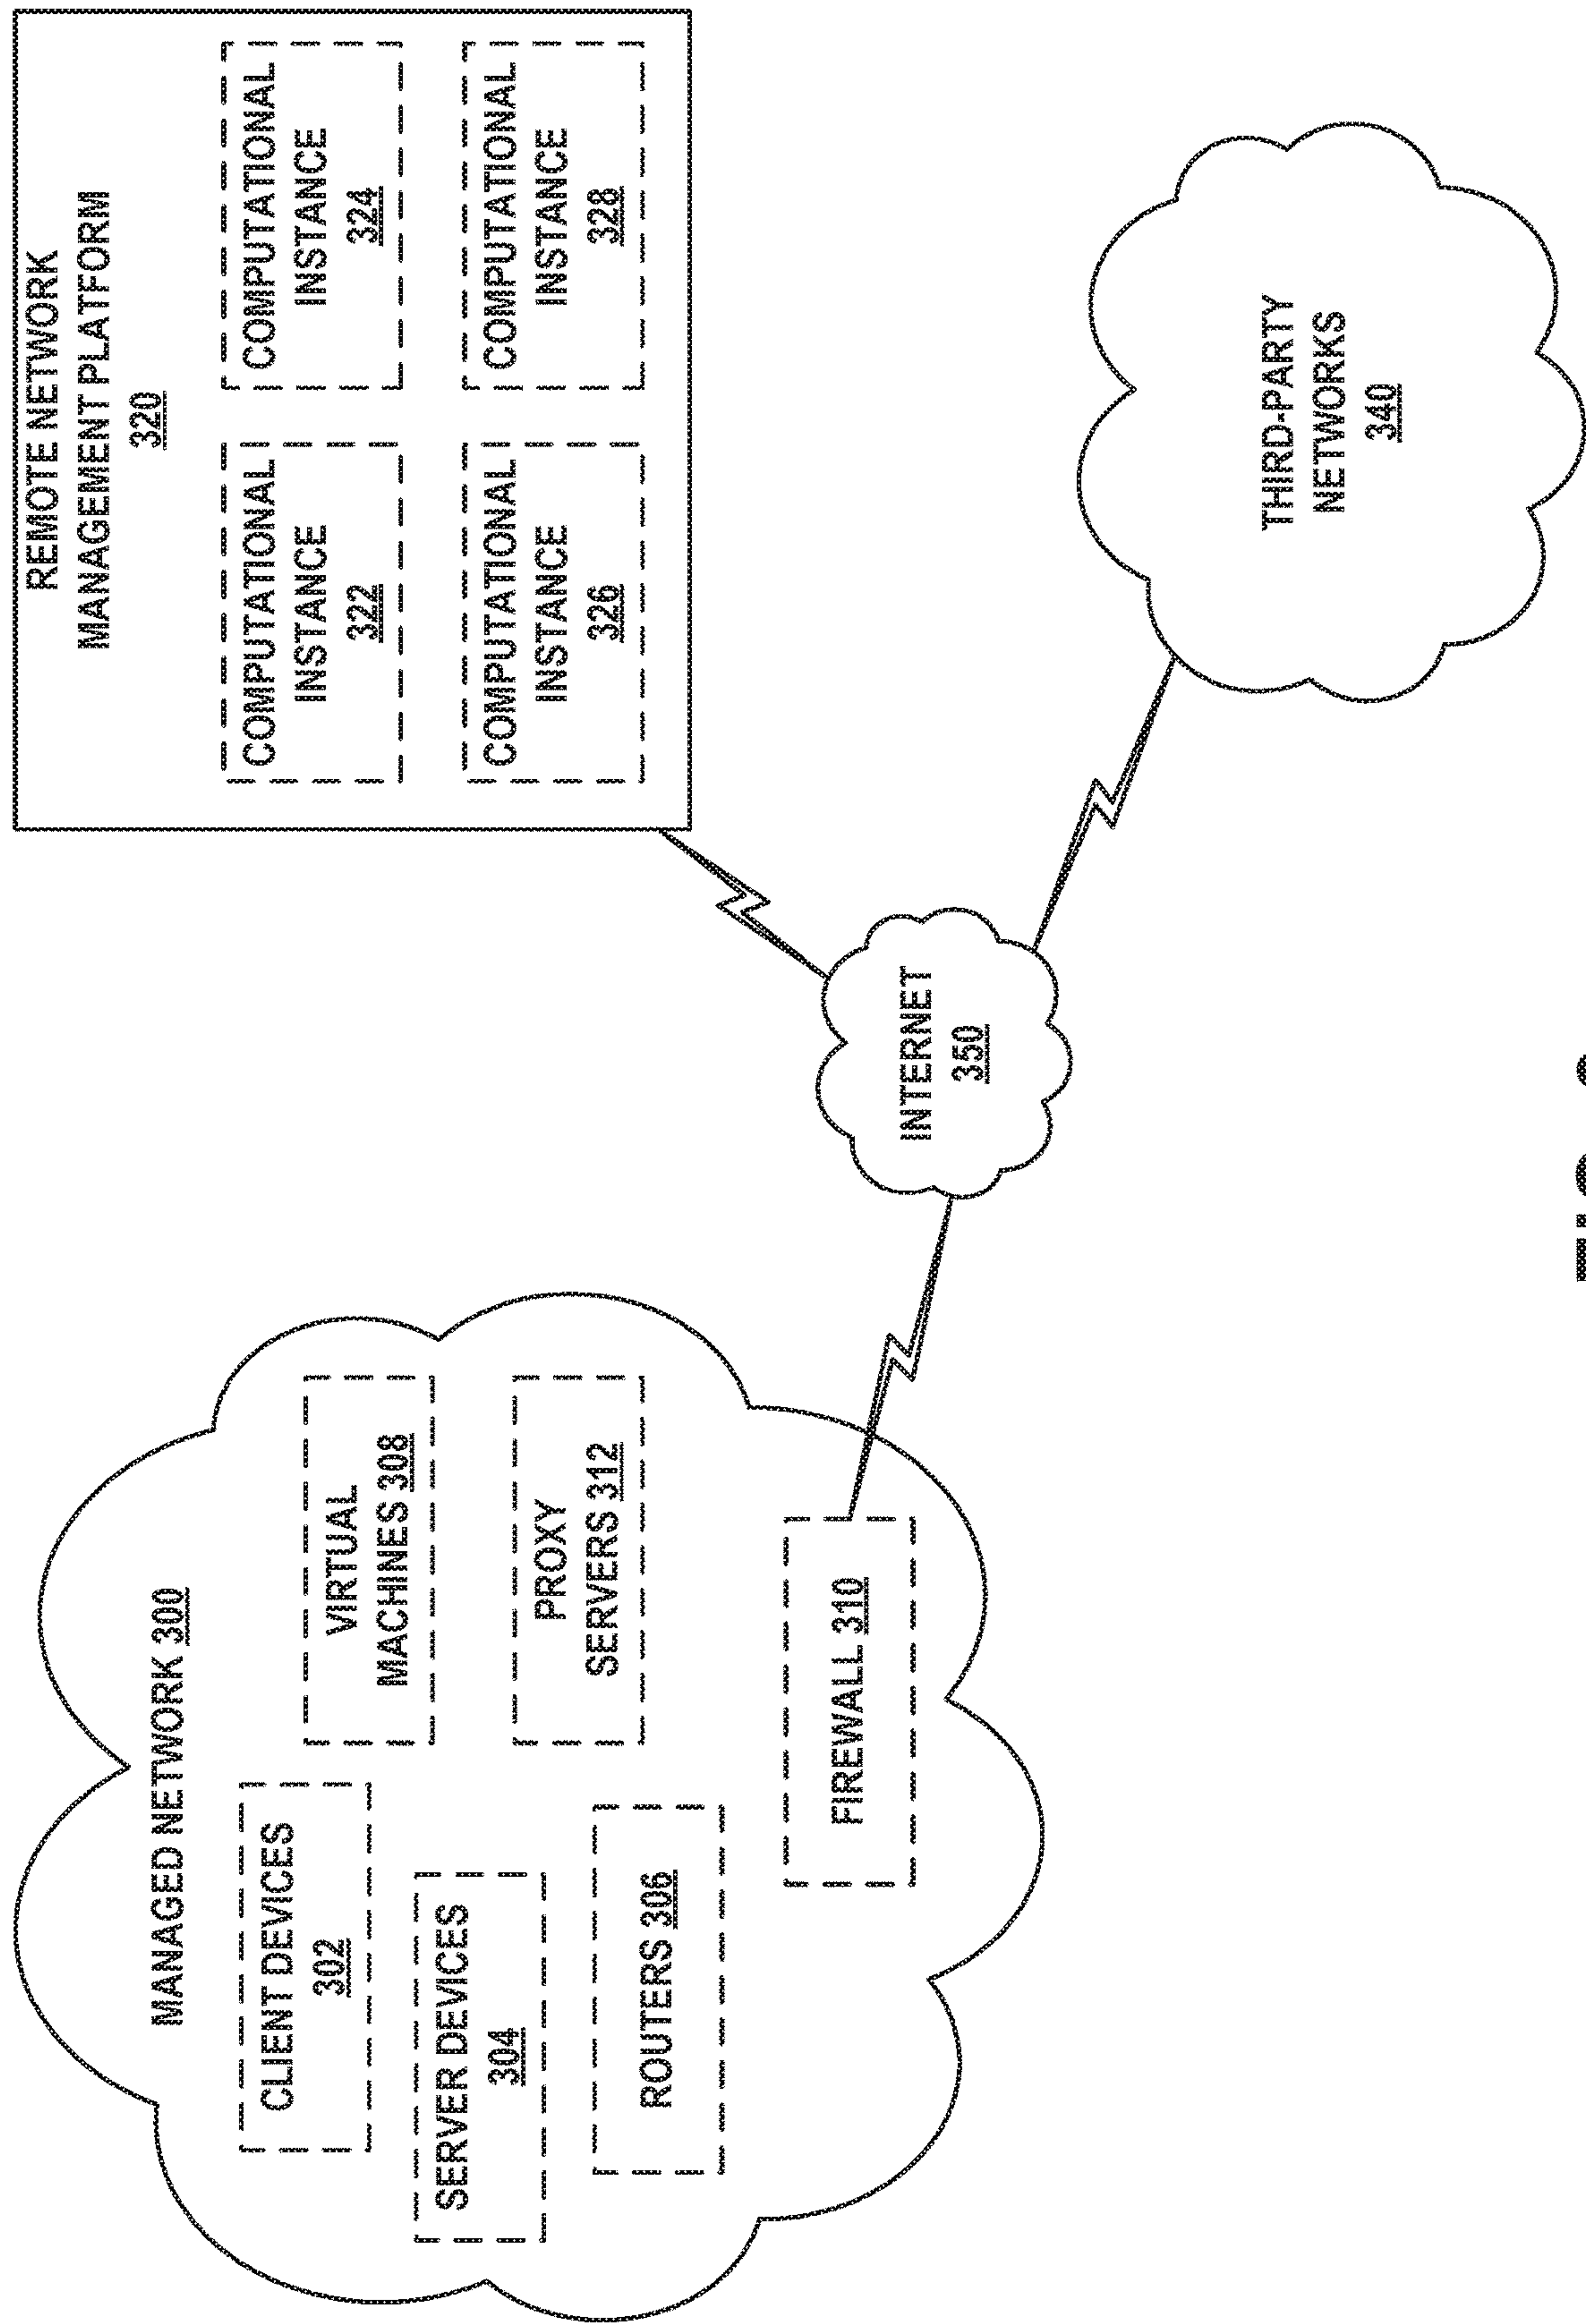 MANAGED NETWORK 300
CLIENT DEVICES
302
VIRTUAL
MACHINES 308
SERVER DEVICES
304
PROXY
SERVERS 312
ROUTERS 306
FIREWALL 310
INTERNET
350
REMOTE NETWORK
MANAGEMENT PLATFORM
320
COMPUTATIONAL
INSTANCE
322
COMPUTATIONAL
INSTANCE
324
COMPUTATIONAL
INSTANCE
326
COMPUTATIONAL
INSTANCE
328
THIRD-PARTY
NETWORKS
340